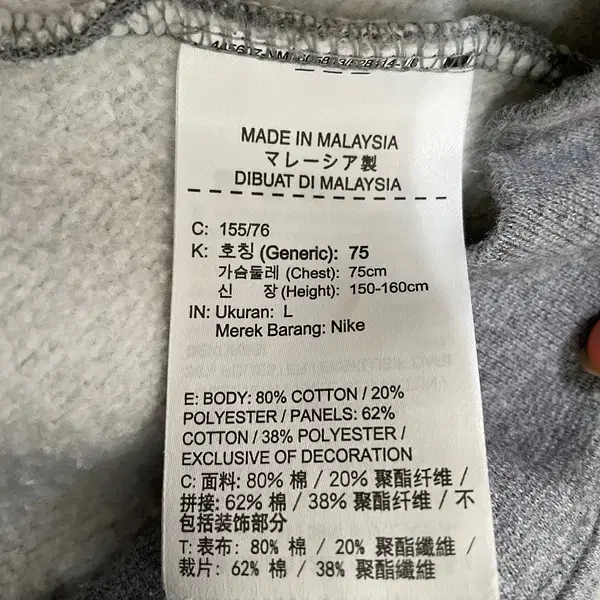 MADE IN MALAYSIA
マレーシア製
DIBUAT DI MALAYSIA
C: 155/76
K: 호칭 (Generic): 75
가슴둘레 (Chest): 75cm
신 장 (Height): 150-160cm
IN: Ukuran: L
Merek Barang: Nike
E: BODY: 80% COTTON / 20%
POLYESTER / PANELS: 62%
COTTON / 38% POLYESTER /
EXCLUSIVE OF DECORATION
C: 面料: 80% 棉 / 20% 聚酯纤维 /
拼接: 62% 棉 / 38% 聚酯纤维 / 不
包括装饰部分
T: 表布: 80% 棉 / 20% 聚酯纖維 /
裁片: 62% 棉 / 38% 聚酯纖維